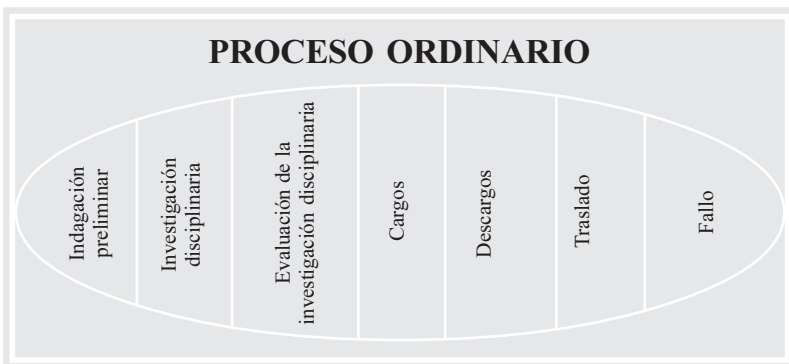 PROCESO ORDINARIO
Indagación
preliminar
Investigación
disciplinaria
Evaluación de la
investigación disciplinaria
Cargos
Descargos
Traslado
Fallo